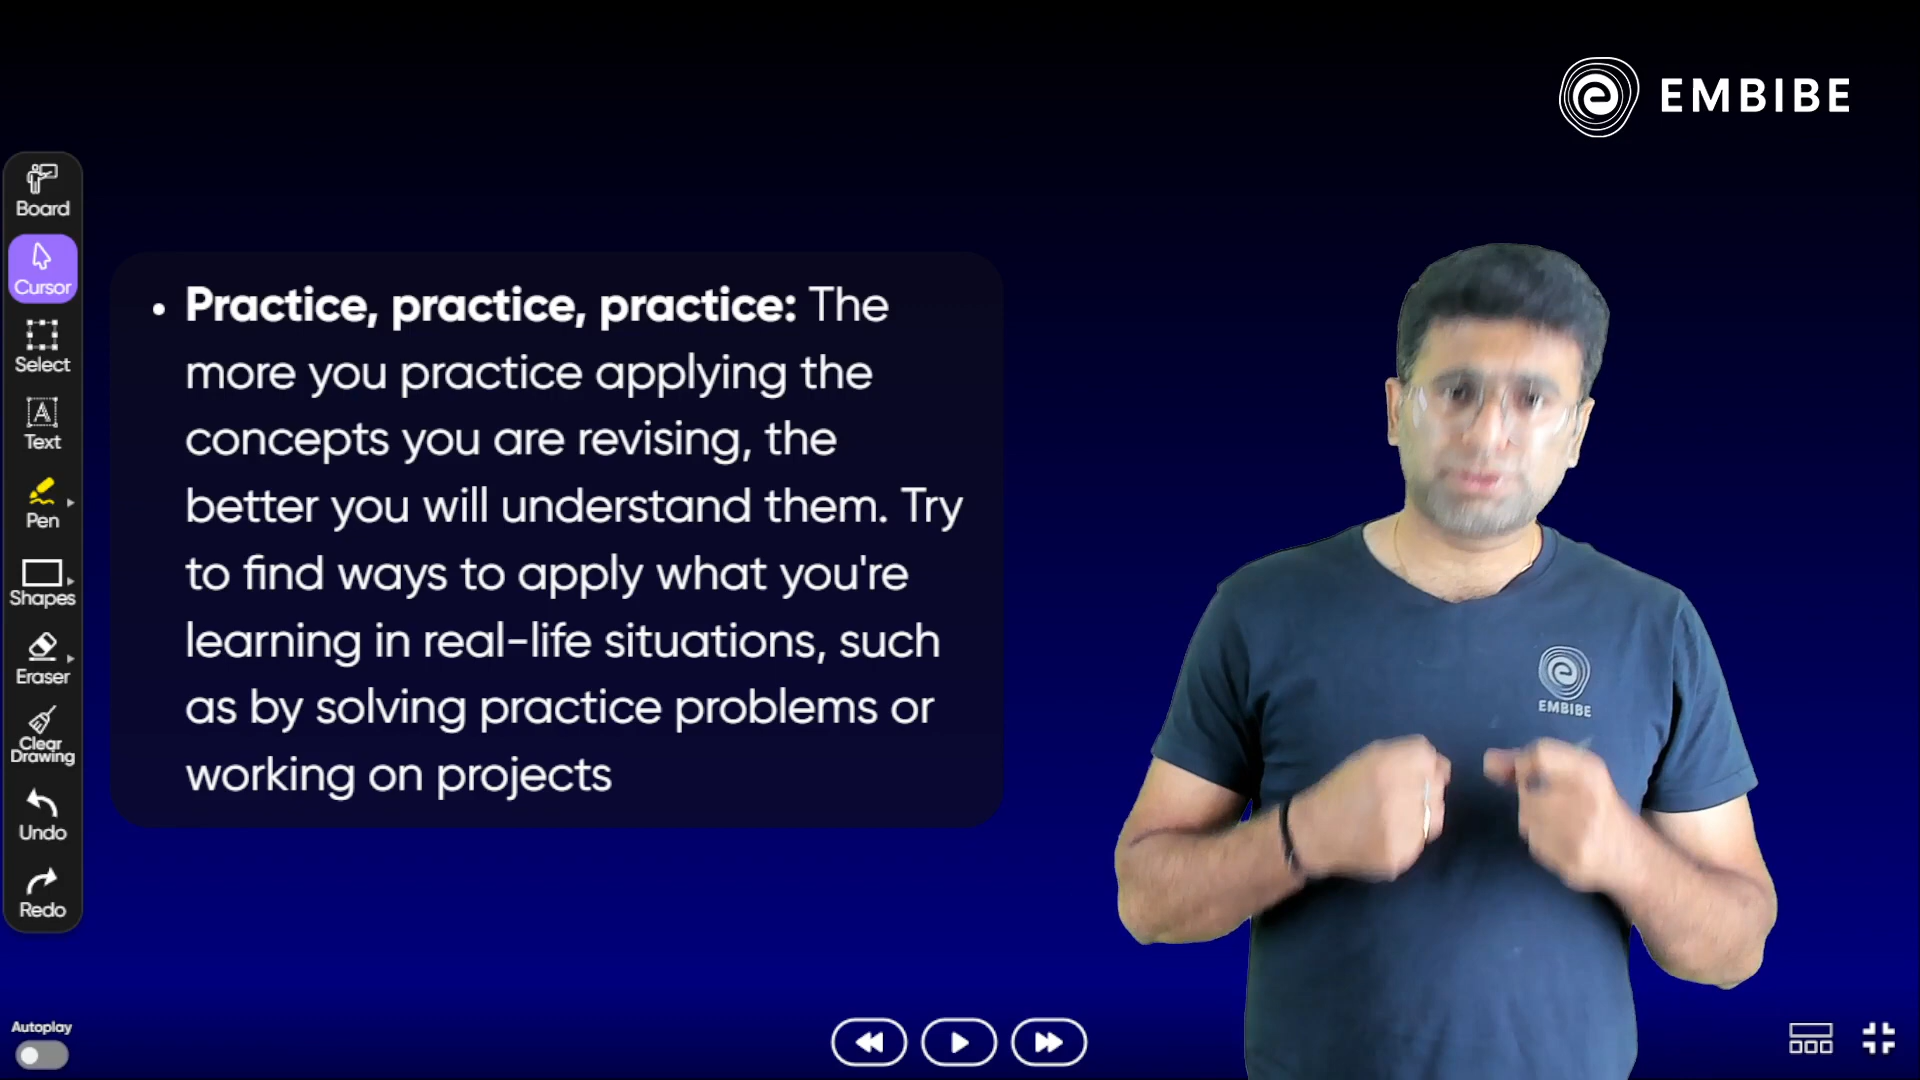 EMBIBE
Board
Cursor
Select
Text
Pen
Shapes
Eraser
Clear
Drawing
Undo
Redo
Autoplay
• Practice, practice, practice: The
more you practice applying the
concepts you are revising, the
better you will understand them. Try
to find ways to apply what you're
learning in real-life situations, such
as by solving practice problems or
working on projects
EMBIBE